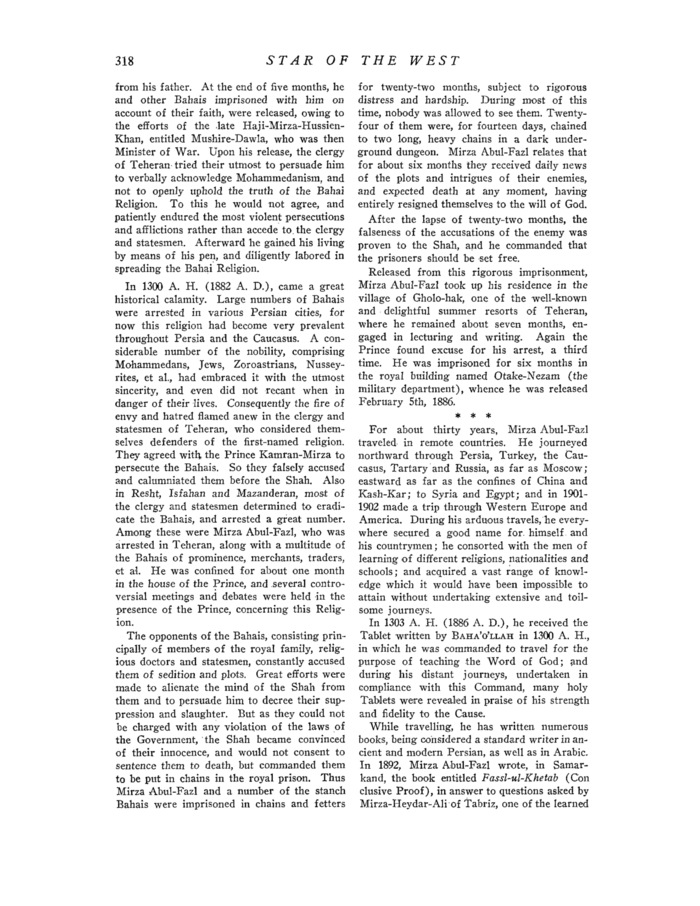 318
STAR OF THE WEST
from his father. At the end of five months, he
and other Bahais imprisoned with him on
account of their faith, were released, owing to
the efforts of the late Haji-Mirza-Hussien-
Khan, entitled Mushire-Dawla, who was then
Minister of War. Upon his release, the clergy
of Teheran tried their utmost to persuade him
to verbally acknowledge Mohammedanism, and
not to openly uphold the truth of the Bahai
Religion. To this he would not agree, and
patiently endured the most violent persecutions
and afflictions rather than accede to the clergy
and statesmen. Afterward he gained his living
by means of his pen, and diligently labored in
spreading the Bahai Religion.
In 1300 A. H. (1882 A. D.), came a great
historical calamity. Large numbers of Bahais
were arrested in various Persian cities, for
now this religion had become very prevalent
throughout Persia and the Caucasus. A con-
siderable number of the nobility, comprising
Mohammedans, Jews, Zoroastrians, Nussey-
rites, et al., had embraced it with the utmost
sincerity, and even did not recant when in
danger of their lives. Consequently the fire of
envy and hatred flamed anew in the clergy and
statesmen of Teheran, who considered them-
selves defenders of the first-named religion.
They agreed with the Prince Kamran-Mirza to
persecute the Bahais. So they falsely accused
and calumniated them before the Shah. Also
in Resht, Isfahan and Mazanderan, most of
the clergy and statesmen determined to eradi-
cate the Bahais, and arrested a great number.
Among these were Mirza Abul-Fazl, who was
arrested in Teheran, along with a multitude of
the Bahais of prominence, merchants, traders,
et al. He was confined for about one month
in the house of the Prince, and several contro-
versial meetings and debates were held in the
presence of the Prince, concerning this Relig-
ion.
The opponents of the Bahais, consisting prin-
cipally of members of the royal family, relig-
ious doctors and statesmen, constantly accused
them of sedition and plots. Great efforts were
made to alienate the mind of the Shah from
them and to persuade him to decree their sup-
pression and slaughter. But as they could not
be charged with any violation of the laws of
the Government, the Shah became convinced
of their innocence, and would not consent to
sentence them to death, but commanded them
to be put in chains in the royal prison. Thus
Mirza Abul-Fazl and a number of the stanch
Bahais were imprisoned in chains and fetters
for twenty-two months, subject to rigorous
distress and hardship. During most of this
time, nobody was allowed to see them. Twenty-
four of them were, for fourteen days, chained
to two long, heavy chains in a dark under-
ground dungeon. Mirza Abul-Fazl relates that
for about six months they received daily news
of the plots and intrigues of their enemies,
and expected death at any moment, having
entirely resigned themselves to the will of God.
After the lapse of twenty-two months, the
falseness of the accusations of the enemy was
proven to the Shah, and he commanded that
the prisoners should be set free.
Released from this rigorous imprisonment,
Mirza Abul-Fazl took up his residence in the
village of Gholo-hak, one of the well-known
and delightful summer resorts of Teheran,
where he remained about seven months, en-
gaged in lecturing and writing. Again the
Prince found excuse for his arrest, a third
time. He was imprisoned for six months in
the royal building named Otake-Nezam (the
military department), whence he was released
February 5th, 1886.
* * *
For about thirty years, Mirza Abul-Fazl
traveled in remote countries. He journeyed
northward through Persia, Turkey, the Cau-
casus, Tartary and Russia, as far as Moscow;
eastward as far as the confines of China and
Kash-Kar; to Syria and Egypt; and in 1901-
1902 made a trip through Western Europe and
America. During his arduous travels, he every-
where secured a good name for himself and
his countrymen; he consorted with the men of
learning of different religions, nationalities and
schools; and acquired a vast range of knowl-
edge which it would have been impossible to
attain without undertaking extensive and toil-
some journeys.
In 1303 A. H. (1886 A. D.), he received the
Tablet written by BAHA'O'LLAH in 1300 A. H.,
in which he was commanded to travel for the
purpose of teaching the Word of God; and
during his distant journeys, undertaken in
compliance with this Command, many holy
Tablets were revealed in praise of his strength
and fidelity to the Cause.
While travelling, he has written numerous
books, being considered a standard writer in an-
cient and modern Persian, as well as in Arabic.
In 1892, Mirza Abul-Fazl wrote, in Samar-
kand, the book entitled Fassl-ul-Khetab (Con
clusive Proof), in answer to questions asked by
Mirza-Heydar-Ali of Tabriz, one of the learned